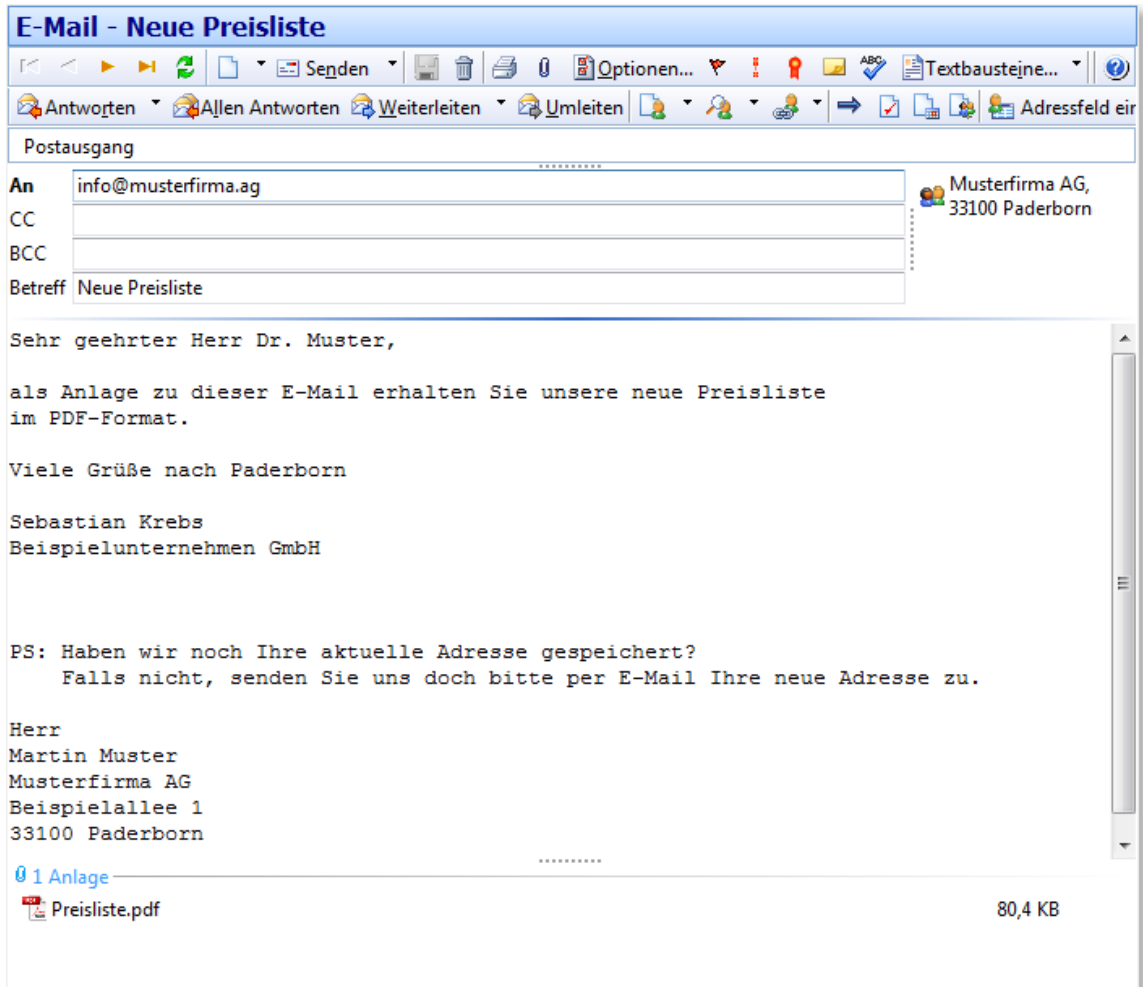 E-Mail - Neue Preisliste
Senden Optionen... ABC Textbausteine... ?
Antworten Allen Antworten Weiterleiten Umleiten Adressfeld ein
Postausgang
An info@musterfirma.ag
Musterfirma AG,
33100 Paderborn
CC
BCC
Betreff Neue Preisliste
Sehr geehrter Herr Dr. Muster,
als Anlage zu dieser E-Mail erhalten Sie unsere neue Preisliste
im PDF-Format.
Viele Grüße nach Paderborn
Sebastian Krebs
Beispielunternehmen GmbH
PS: Haben wir noch Ihre aktuelle Adresse gespeichert?
Falls nicht, senden Sie uns doch bitte per E-Mail Ihre neue Adresse zu.
Herr
Martin Muster
Musterfirma AG
Beispielallee 1
33100 Paderborn
1 Anlage
Preisliste.pdf 80,4 KB